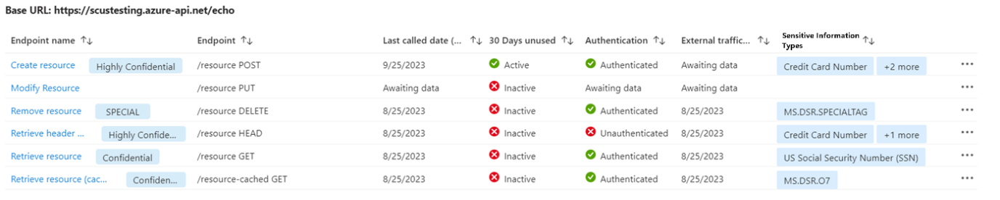 Base URL: https://scustesting.azure-api.net/echo
Endpoint name ↑↓ Endpoint ↑↓ Last called date (... ↑↓ 30 Days unused ↑↓ Authentication ↑↓ External traffic... ↑↓ Sensitive Information Types ↑↓
Create resource Highly Confidential /resource POST 9/25/2023 Active Authenticated Awaiting data Credit Card Number +2 more ...
Modify Resource /resource PUT Awaiting data Inactive Awaiting data Awaiting data ...
Remove resource SPECIAL /resource DELETE 8/25/2023 Inactive Authenticated 8/25/2023 MS.DSR.SPECIALTAG ...
Retrieve header ... Highly Confide... /resource HEAD 8/25/2023 Inactive Unauthenticated 8/25/2023 Credit Card Number +1 more ...
Retrieve resource Confidential /resource GET 8/25/2023 Inactive Authenticated 8/25/2023 US Social Security Number (SSN) ...
Retrieve resource (cac... Confiden... /resource-cached GET 8/25/2023 Inactive Authenticated 8/25/2023 MS.DSR.O7 ...